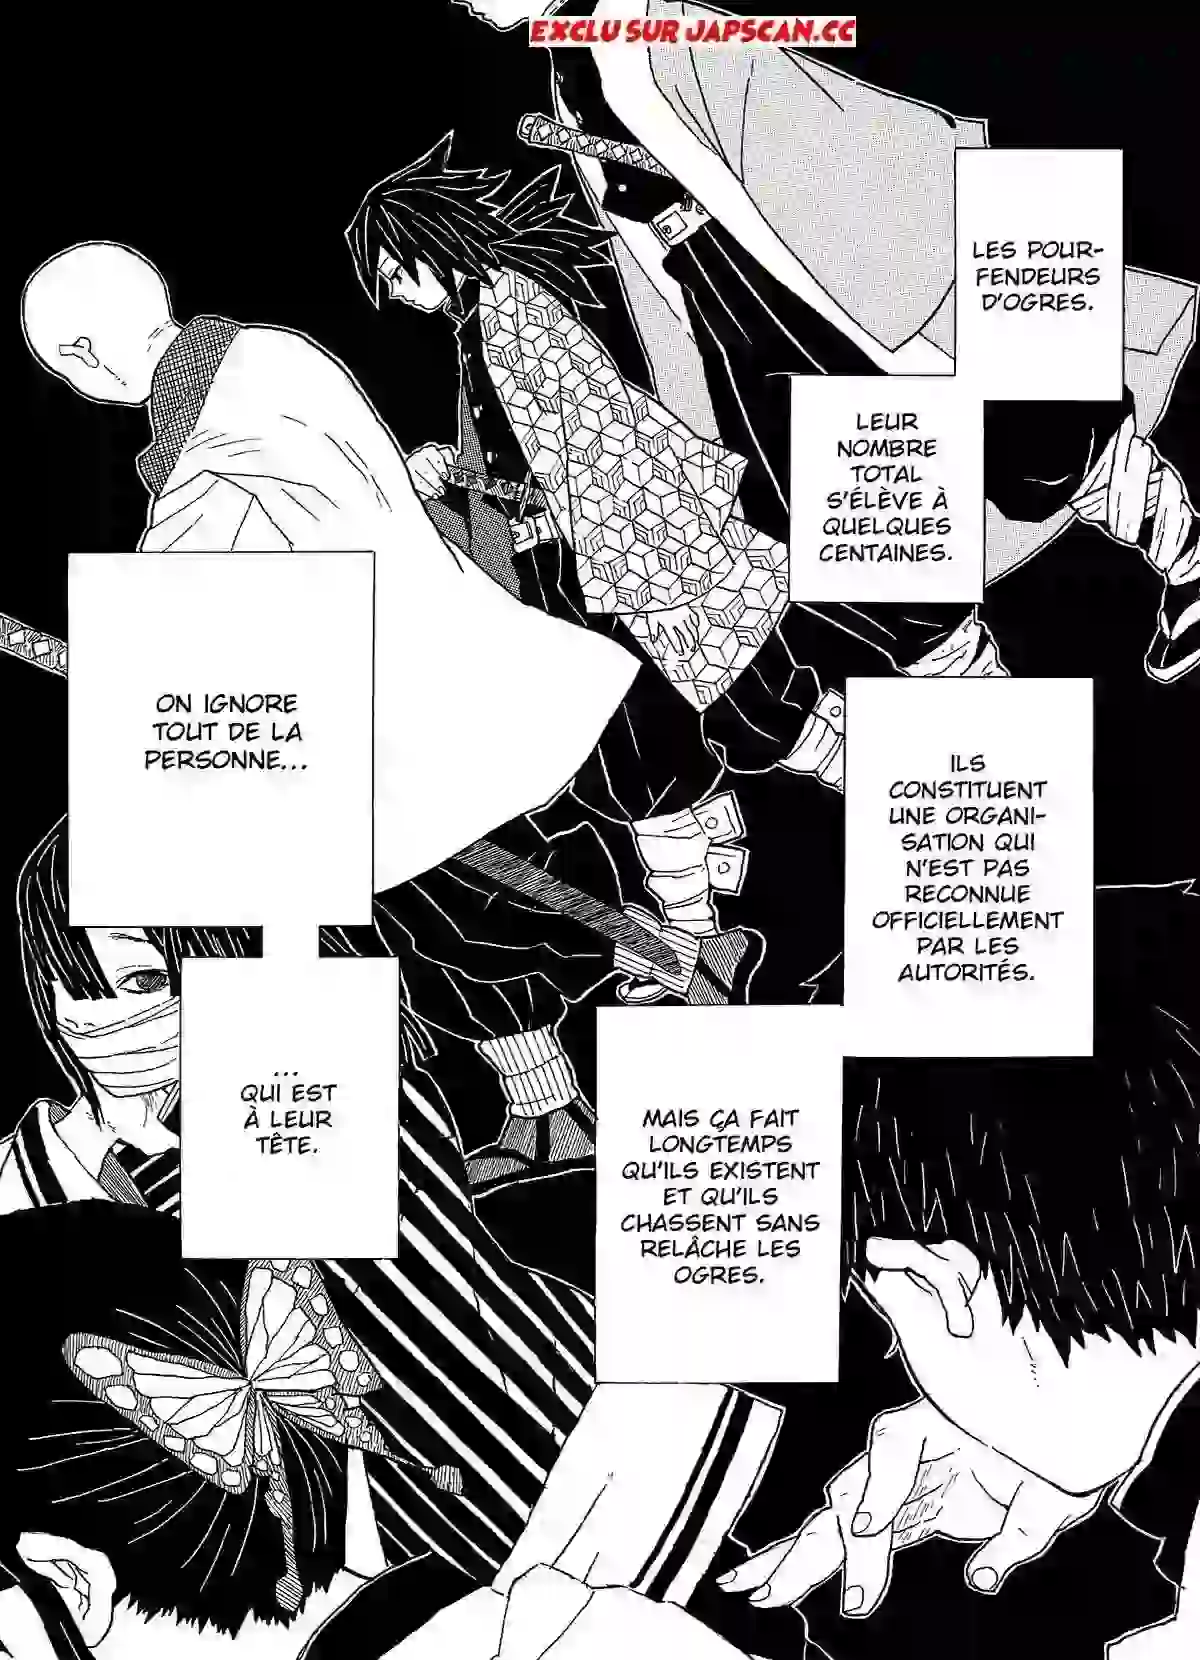 EXCLU SUR JAPSCAN.CC
LES POUR-
FENDEURS
D'OGRES.
LEUR
NOMBRE
TOTAL
S'ÉLÈVE À
QUELQUES
CENTAINES.
ILS
CONSTITUENT
UNE ORGANI-
SATION QUI
N'EST PAS
RECONNUE
OFFICIELLEMENT
PAR LES
AUTORITÉS.
MAIS ÇA FAIT
LONGTEMPS
QU'ILS EXISTENT
ET QU'ILS
CHASSENT SANS
RELÂCHE LES
OGRES.
ON IGNORE
TOUT DE LA
PERSONNE...
...
QUI EST
À LEUR
TÊTE.